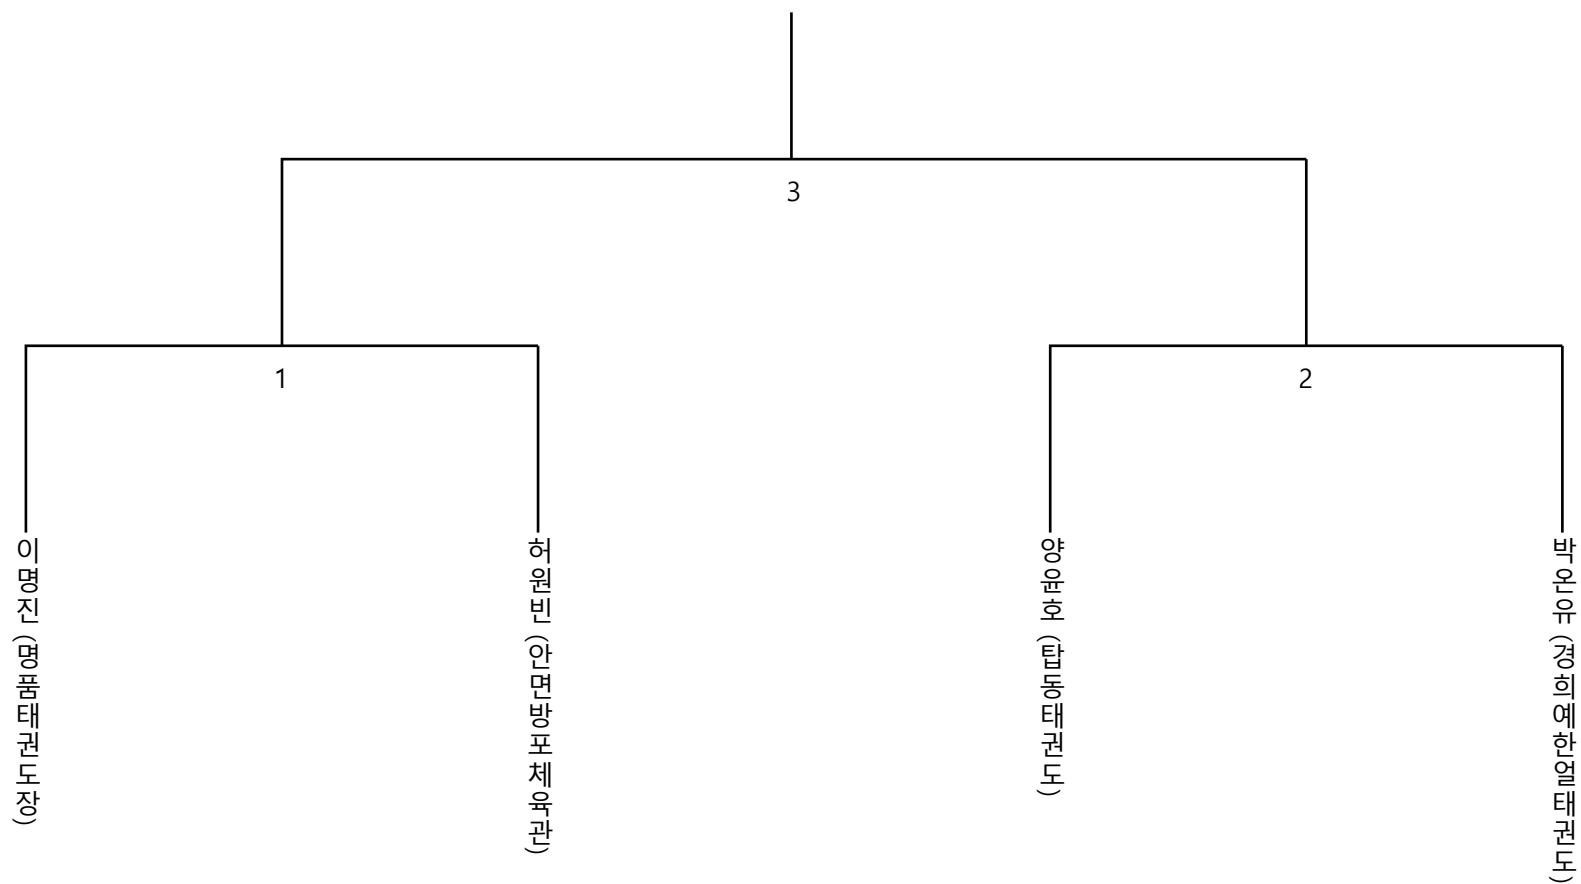 3
1
2
이명진 (명품태권도장)
허원빈 (안면방포체육관)
양윤호 (탑동태권도)
박온유 (경희예한얼태권도)